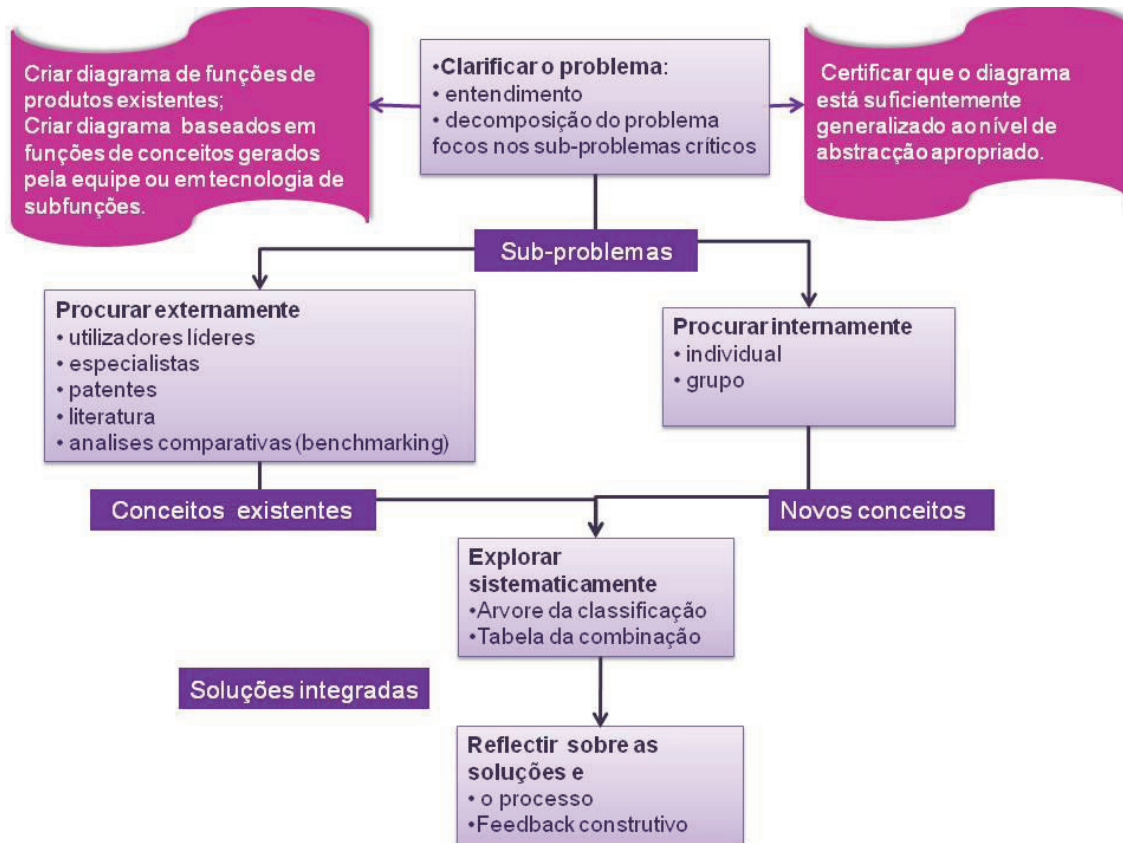 Criar diagrama de funções de
produtos existentes;
Criar diagrama baseados em
funções de conceitos gerados
pela equipe ou em tecnologia de
subfunções.
•Clarificar o problema:
• entendimento
• decomposição do problema
focos nos sub-problemas críticos
Certificar que o diagrama
está suficientemente
generalizado ao nível de
abstracção apropriado.
Sub-problemas
Procurar externamente
• utilizadores líderes
• especialistas
• patentes
• literatura
• analises comparativas (benchmarking)
Procurar internamente
• individual
• grupo
Conceitos existentes
Novos conceitos
Explorar
sistematicamente
•Arvore da classificação
•Tabela da combinação
Soluções integradas
Reflectir sobre as
soluções e
• o processo
•Feedback construtivo